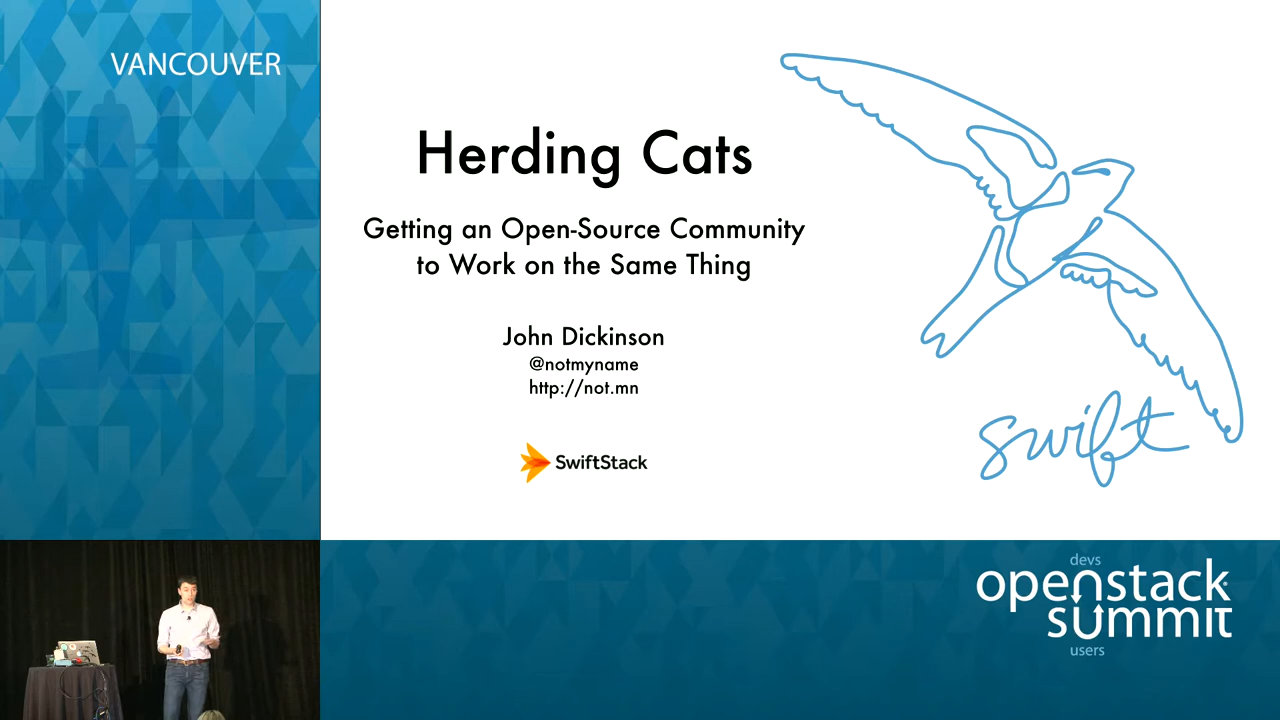 VANCOUVER
Herding Cats
Getting an Open-Source Community
to Work on the Same Thing
John Dickinson
@notmyname
http://not.mn
SwiftStack
swift
devs
openstack
summit
users